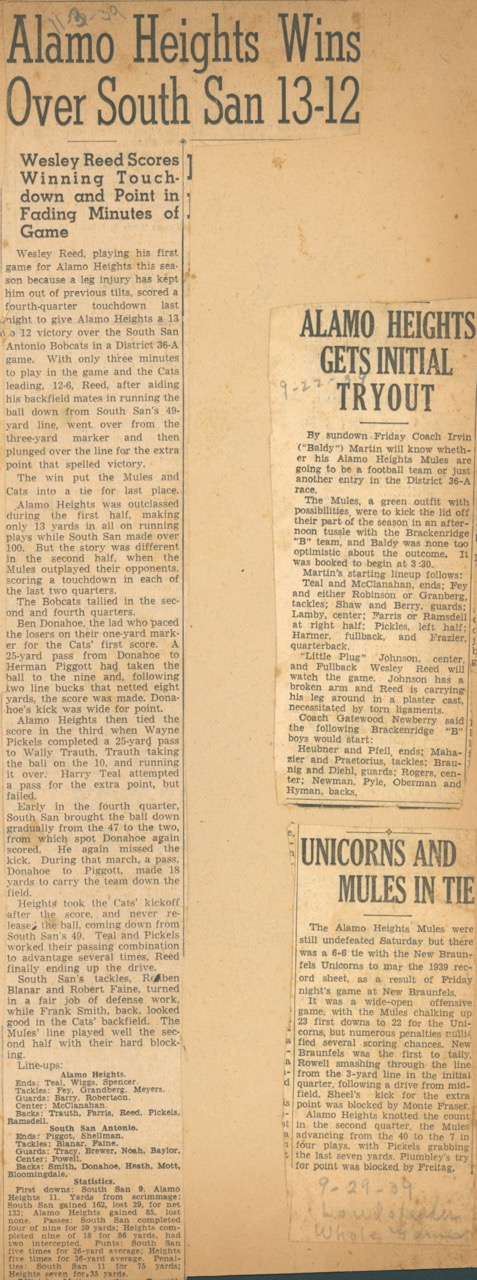 11-3-39
Alamo Heights Wins
Over South San 13-12
Wesley Reed Scores
Winning Touch-
down and Point in
Fading Minutes of
Game
Wesley Reed, playing his first
game for Alamo Heights this sea-
son because a leg injury has kept
him out of previous tilts, scored a
fourth-quarter touchdown last
night to give Alamo Heights a 13
to 12 victory over the South San
Antonio Bobcats in a District 36-A
game. With only three minutes
to play in the game and the Cats
leading, 12-6, Reed, after aiding
his backfield mates in running the
ball down from South San's 49-
yard line, went over from the
three-yard marker and then
plunged over the line for the extra
point that spelled victory.
The win put the Mules and
Cats into a tie for last place.
Alamo Heights was outclassed
during the first half, making
only 13 yards in all on running
plays while South San made over
100. But the story was different
in the second half, when the
Mules outplayed their opponents,
scoring a touchdown in each of
the last two quarters.
The Bobcats tallied in the sec-
ond and fourth quarters.
Ben Donahoe, the lad who paced
the losers on their one-yard mark-
er for the Cats' first score. A
25-yard pass from Donahoe to
Herman Piggott had taken the
ball to the nine and, following
two line bucks that netted eight
yards, the score was made. Dona-
hoe's kick was wide for point.
Alamo Heights then tied the
score in the third when Wayne
Pickels completed a 25-yard pass
to Wally Trauth, Trauth taking
the ball on the 10, and running
it over. Harry Teal attempted
a pass for the extra point, but
failed.
Early in the fourth quarter,
South San brought the ball down
gradually from the 47 to the two,
from which spot Donahoe again
scored. He again missed the
kick. During that march, a pass,
Donahoe to Piggott, made 18
yards to carry the team down the
field.
Heights took the Cats' kickoff
after the score, and never re-
lease the ball, coming down from
South San's 49. Teal and Pickels
worked their passing combination
to advantage several times, Reed
finally ending up the drive.
South San's tackles, Reuben
Blanar and Robert Faine, turned
in a fair job of defense work,
while Frank Smith, back, looked
good in the Cats' backfield. The
Mules' line played well the sec-
ond half with their hard block-
ing.
Line-ups:
Alamo Heights.
Ends: Teal, Wiggs, Spencer.
Tackles: Fey, Grandberg, Meyers.
Guards: Barry, Robertson.
Center: McClanahan.
Backs: Trauth, Farris, Reed, Pickels,
Ramsdell.
South San Antonio.
Ends: Piggot, Shellman.
Tackles: Blanar, Faine.
Guards: Tracy, Brewer, Noah, Baylor.
Center: Powell.
Backs: Smith, Donahoe, Heath, Mott,
Bloomingdale.
Statistics.
First downs: South San 9. Alamo
Heights 11. Yards from scrimmage:
South San gained 162, lost 29, for net
133; Alamo Heights gained 85, lost
none. Passes: South San completed
four of nine for 39 yards; Heights com-
pleted nine of 18 for 86 yards, had
two intercepted. Punts: South San
five times for 26-yard average; Heights
five times for 36-yard average. Penal-
ties: South San 11 for 75 yards;
Heights seven for 35 yards.
ALAMO HEIGHTS
GETS INITIAL
TRYOUT
9-22-39
By sundown Friday Coach Irvin
("Baldy") Martin will know wheth-
er his Alamo Heights Mules are
going to be a football team or just
another entry in the District 36-A
race.
The Mules, a green outfit with
possibilities, were to kick the lid off
their part of the season in an after-
noon tussle with the Brackenridge
"B" team, and Baldy was none too
optimistic about the outcome. It
was booked to begin at 3:30.
Martin's starting lineup follows:
Teal and McClanahan, ends; Fey
and either Robinson or Granberg,
tackles; Shaw and Berry, guards;
Lamby, center; Farris or Ramsdell
at right half; Pickles, left half;
Harmer, fullback, and Frazier,
quarterback.
"Little Plug" Johnson, center,
and Fullback Wesley Reed will
watch the game. Johnson has a
broken arm and Reed is carrying
his leg around in a plaster cast,
necessitated by torn ligaments.
Coach Gatewood Newberry said
the following Brackenridge "B"
boys would start:
Heubner and Pfeil, ends; Maha-
zier and Praetorius, tackles; Brau-
nig and Diehl, guards; Rogers, cen-
ter; Newman, Pyle, Oberman and
Hyman, backs.
UNICORNS AND
MULES IN TIE
The Alamo Heights Mules were
still undefeated Saturday but there
was a 6-6 tie with the New Braun-
fels Unicorns to mar the 1939 rec-
ord sheet, as a result of Friday
night's game at New Braunfels.
It was a wide-open offensive
game, with the Mules chalking up
23 first downs to 22 for the Uni-
corns, but numerous penalties nulli-
fied several scoring chances. New
Braunfels was the first to tally,
Rowell smashing through the line
from the 3-yard line in the initial
quarter, following a drive from mid-
field. Sheel's kick for the extra
point was blocked by Monte Fraser.
Alamo Heights knotted the count
in the second quarter, the Mules
advancing from the 40 to the 7 in
four plays, with Pickels grabbing
the last seven yards. Plumbley's try
for point was blocked by Freitag.
9-29-39
Loudspeaker